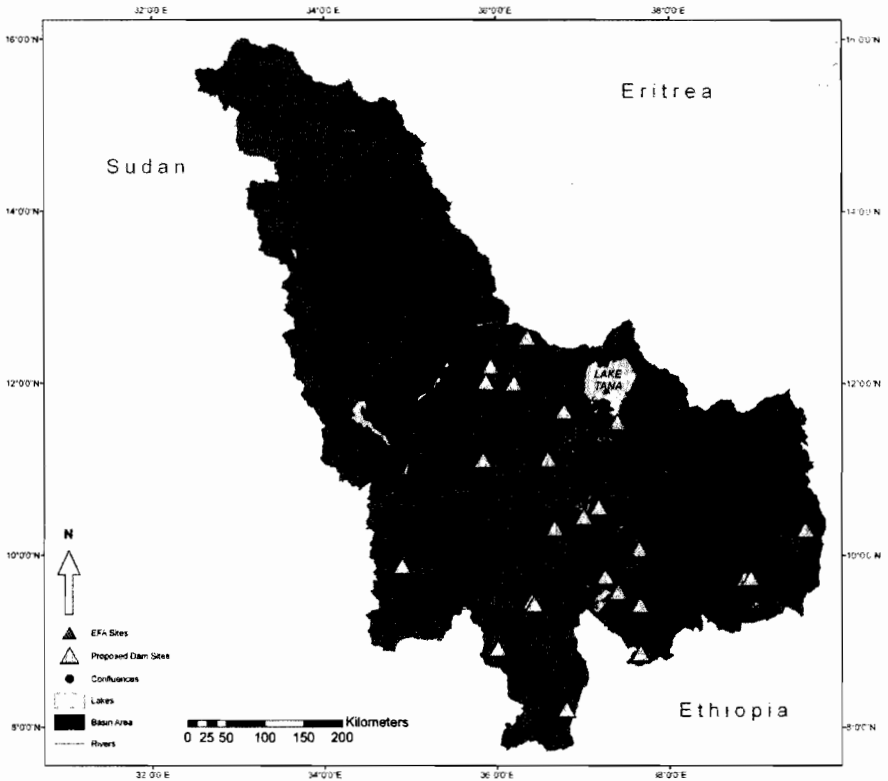 32°0'0"E 34°0'0"E 36°0'0"E 38°0'0"E
16°0'0"N 16°0'0"N
Eritrea
Sudan
14°0'0"N 14°0'0"N
12°0'0"N 12°0'0"N
LAKE
TANA
N
10°0'0"N 10°0'0"N
EFA Sites
Proposed Dam Sites
Confluences
Lakes
Basin Area
Rivers
Kilometers
0 25 50 100 150 200
Ethiopia
8°0'0"N 8°0'0"N
32°0'0"E 34°0'0"E 36°0'0"E 38°0'0"E